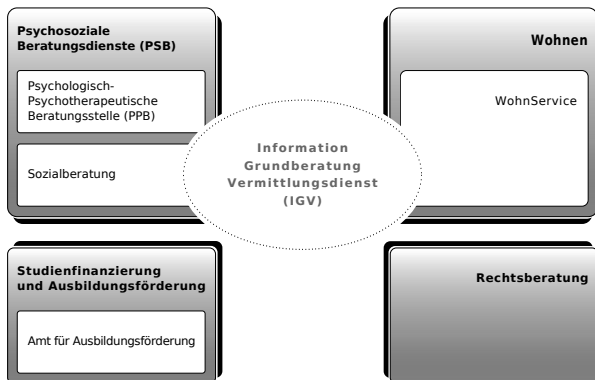 Psychosoziale
Beratungsdienste (PSB)
Psychologisch-
Psychotherapeutische
Beratungsstelle (PPB)
Sozialberatung
Wohnen
WohnService
Information
Grundberatung
Vermittlungsdienst
(IGV)
Studienfinanzierung
und Ausbildungsförderung
Amt für Ausbildungsförderung
Rechtsberatung